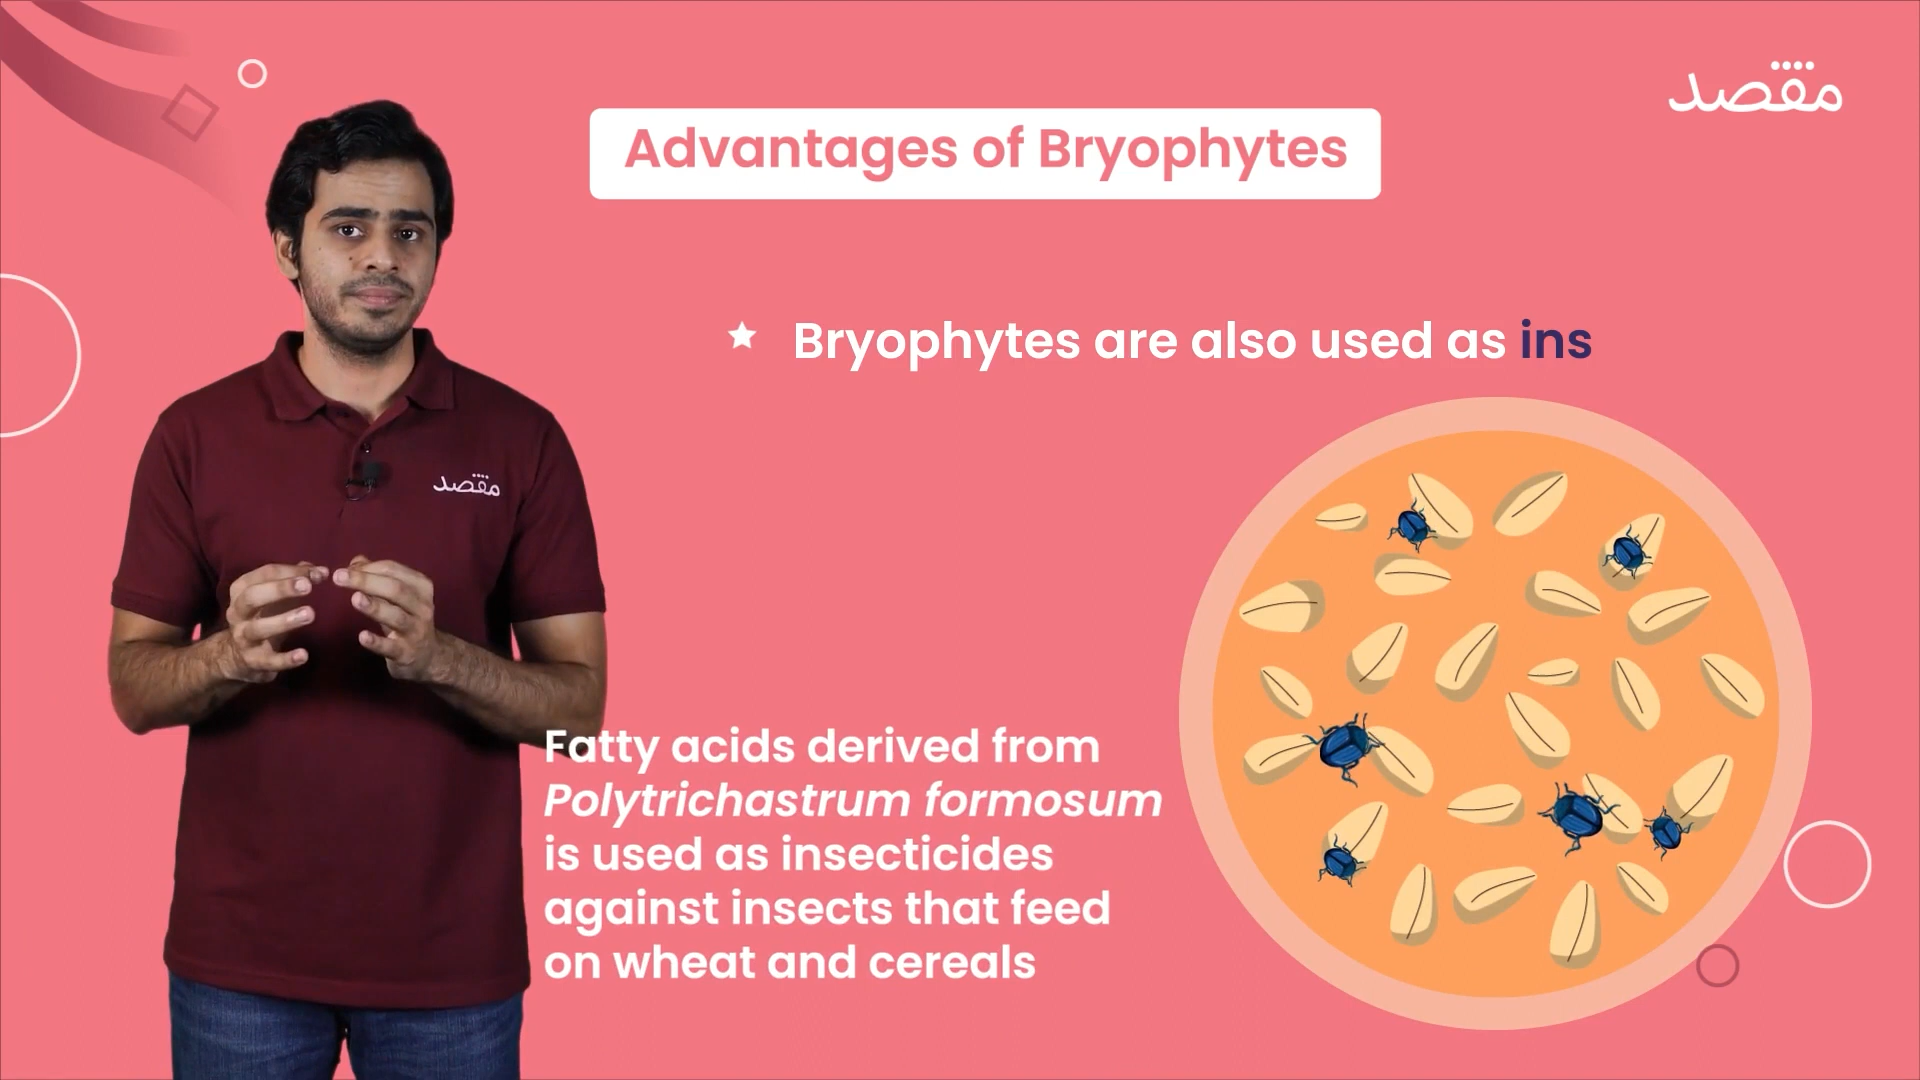 مقصد
Advantages of Bryophytes
Bryophytes are also used as ins
مقصد
Fatty acids derived from
Polytrichastrum formosum
is used as insecticides
against insects that feed
on wheat and cereals